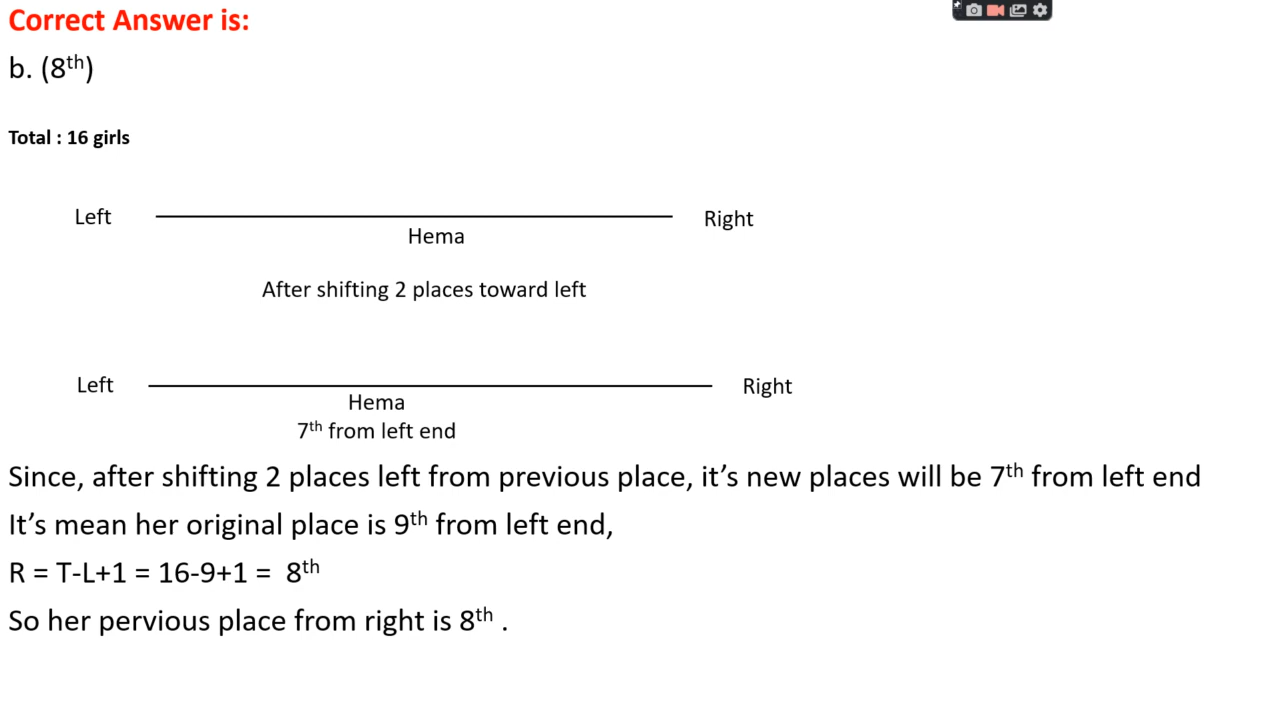 Correct Answer is:
b. (8th)
Total : 16 girls
Left Right
Hema
After shifting 2 places toward left
Left Right
Hema
7th from left end
Since, after shifting 2 places left from previous place, it’s new places will be 7th from left end
It’s mean her original place is 9th from left end,
R = T-L+1 = 16-9+1 = 8th
So her pervious place from right is 8th .